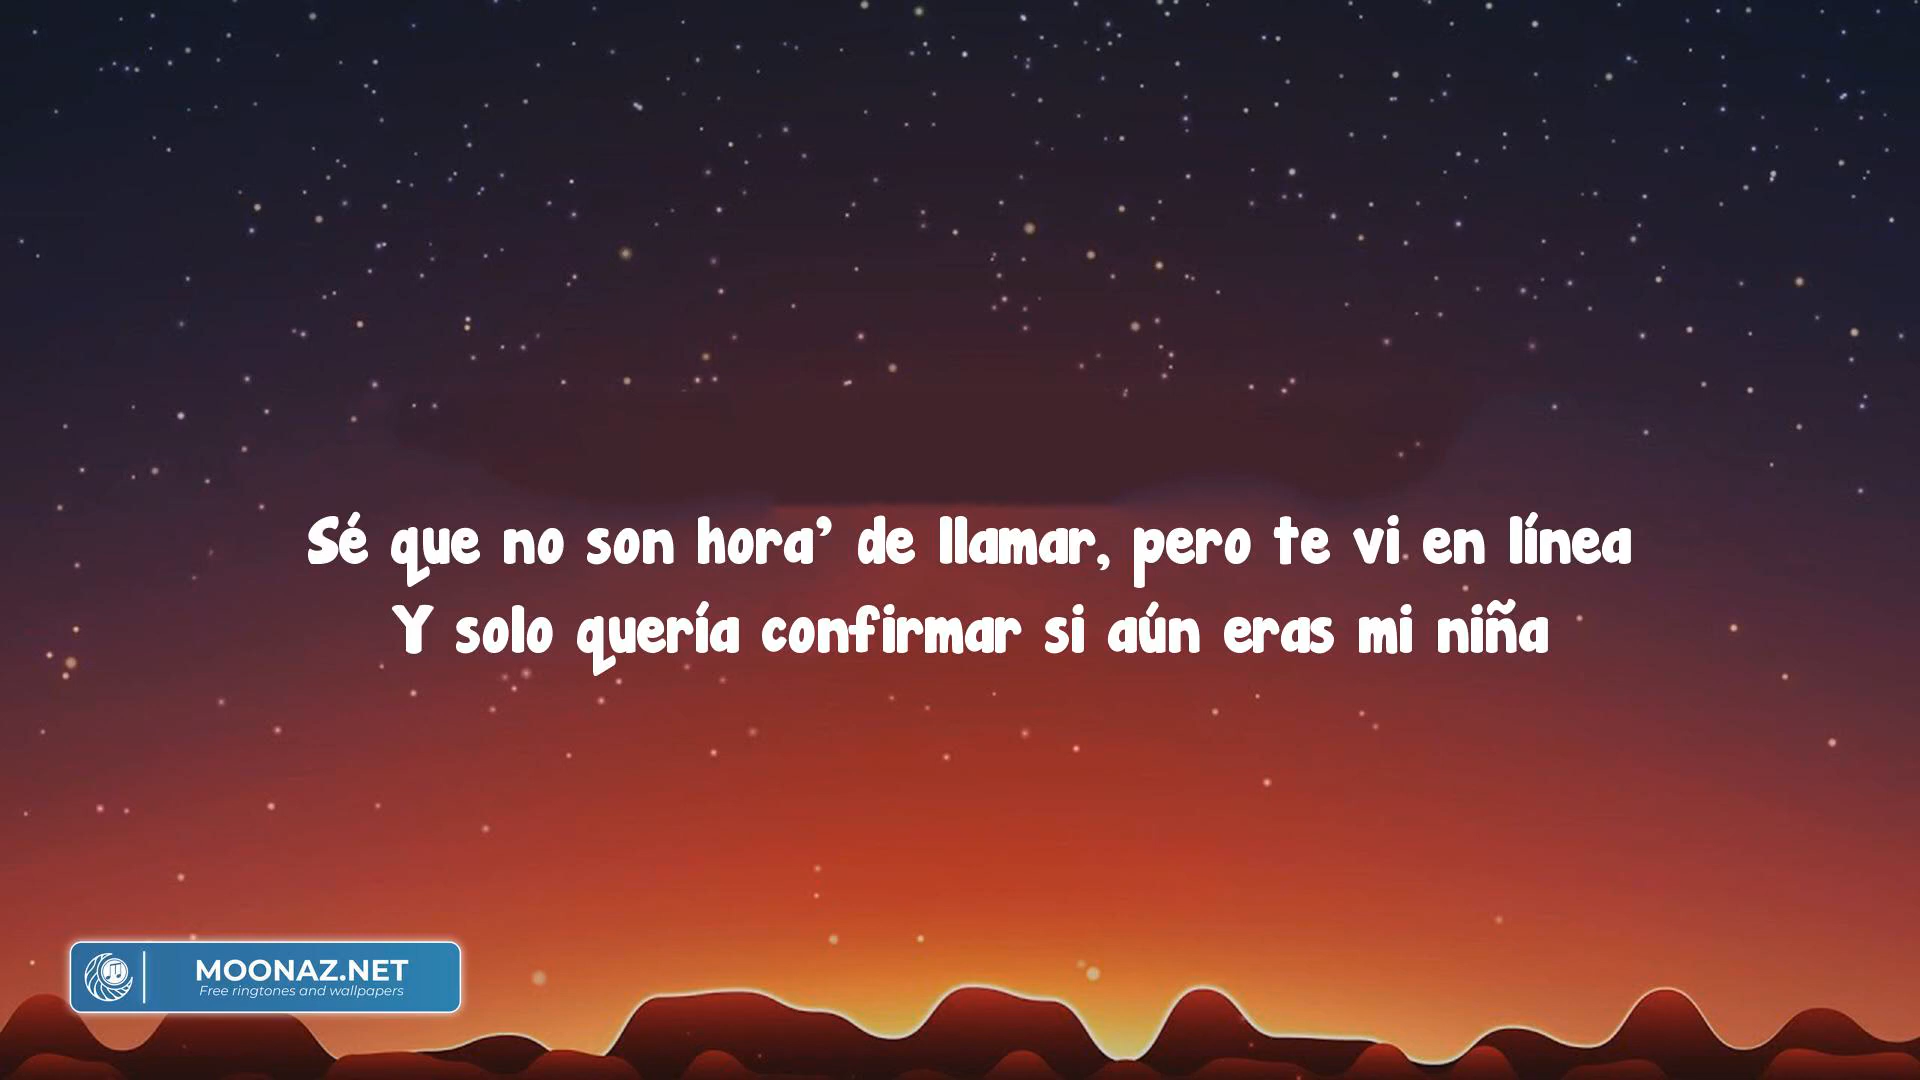 Sé que no son hora’ de llamar, pero te vi en línea
Y solo quería confirmar si aún eras mi niña
MOONAZ.NET
Free ringtones and wallpapers